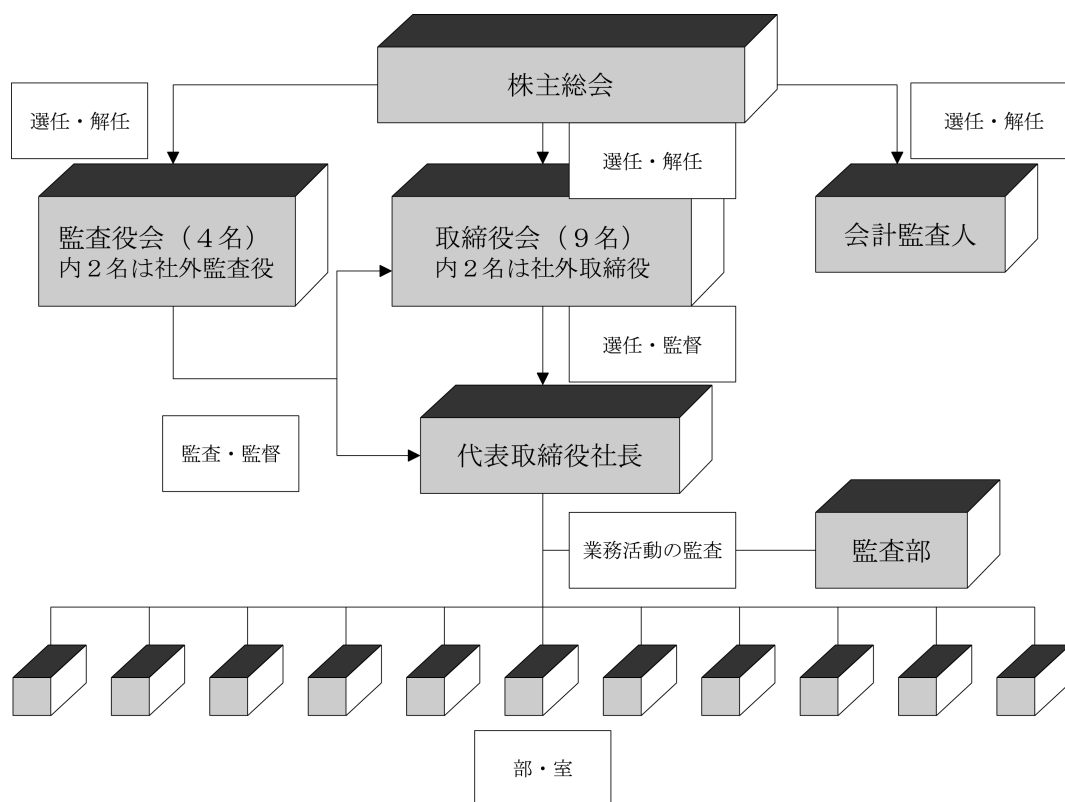 株主総会
選任・解任
選任・解任
選任・解任
監査役会（４名）
内２名は社外監査役
取締役会（９名）
内２名は社外取締役
会計監査人
選任・監督
監査・監督
代表取締役社長
業務活動の監査
監査部
部・室